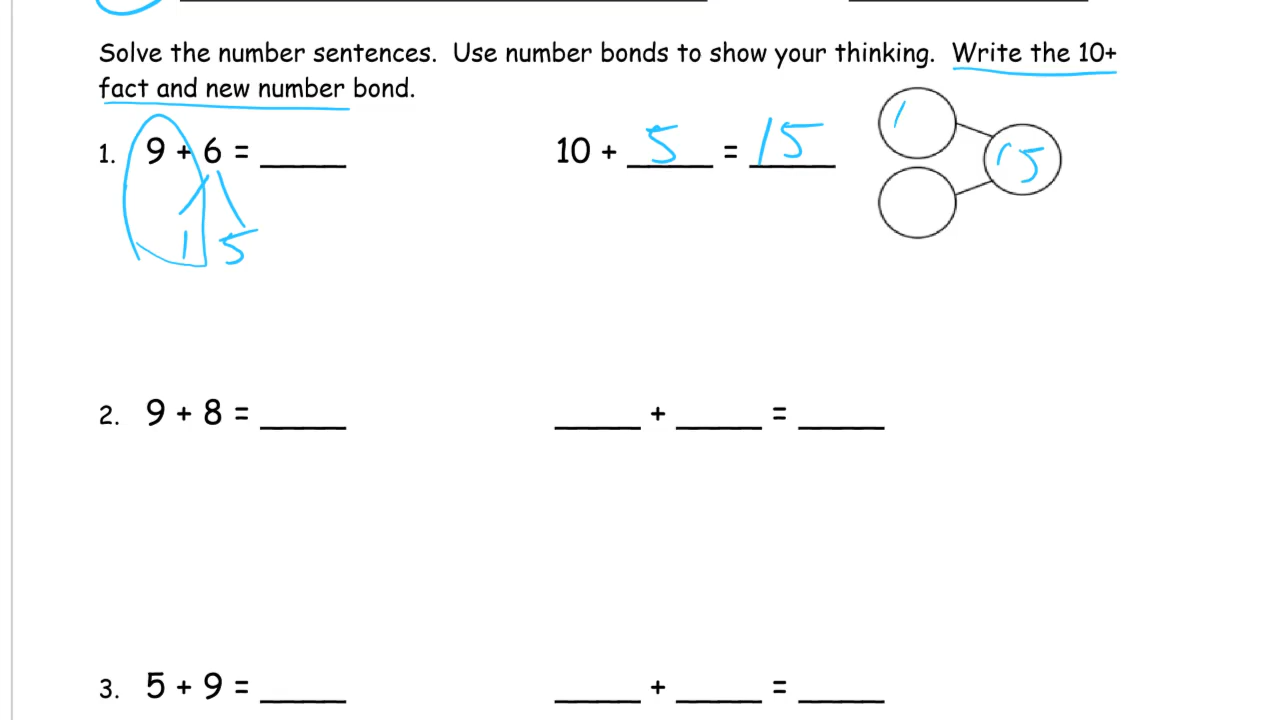 Solve the number sentences. Use number bonds to show your thinking. Write the 10+
fact and new number bond.
1. 9 + 6 = _____ 10 + 5 = 15 1 15
1 5
2. 9 + 8 = _____ _____ + _____ = _____
3. 5 + 9 = _____ _____ + _____ = _____